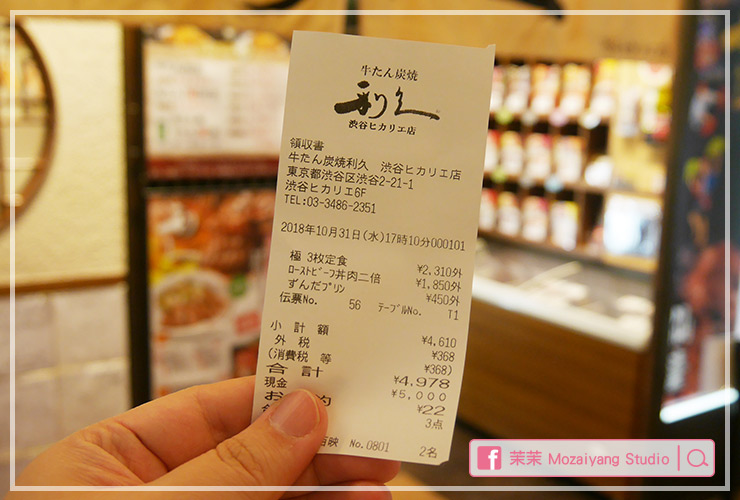 牛たん炭焼
利久
渋谷ヒカリエ店
領収書
牛たん炭焼利久 渋谷ヒカリエ店
東京都渋谷区渋谷2-21-1
渋谷ヒカリエ6F
TEL:03-3486-2351
2018年10月31日(水)17時10分000101
極 3枚定食 ¥2,310外
ローストビーフ丼肉二倍 ¥1,850外
ずんだプリン ¥450外
伝票No. 56 テーブルNo. T1
小 計 額 ¥4,610
外 税 ¥368
(消費税 等 ¥368)
合 計 ¥4,978
現金 ¥5,000
お 釣 ¥22
3点
No.0801 2名
茉茉 Mozaiyang Studio